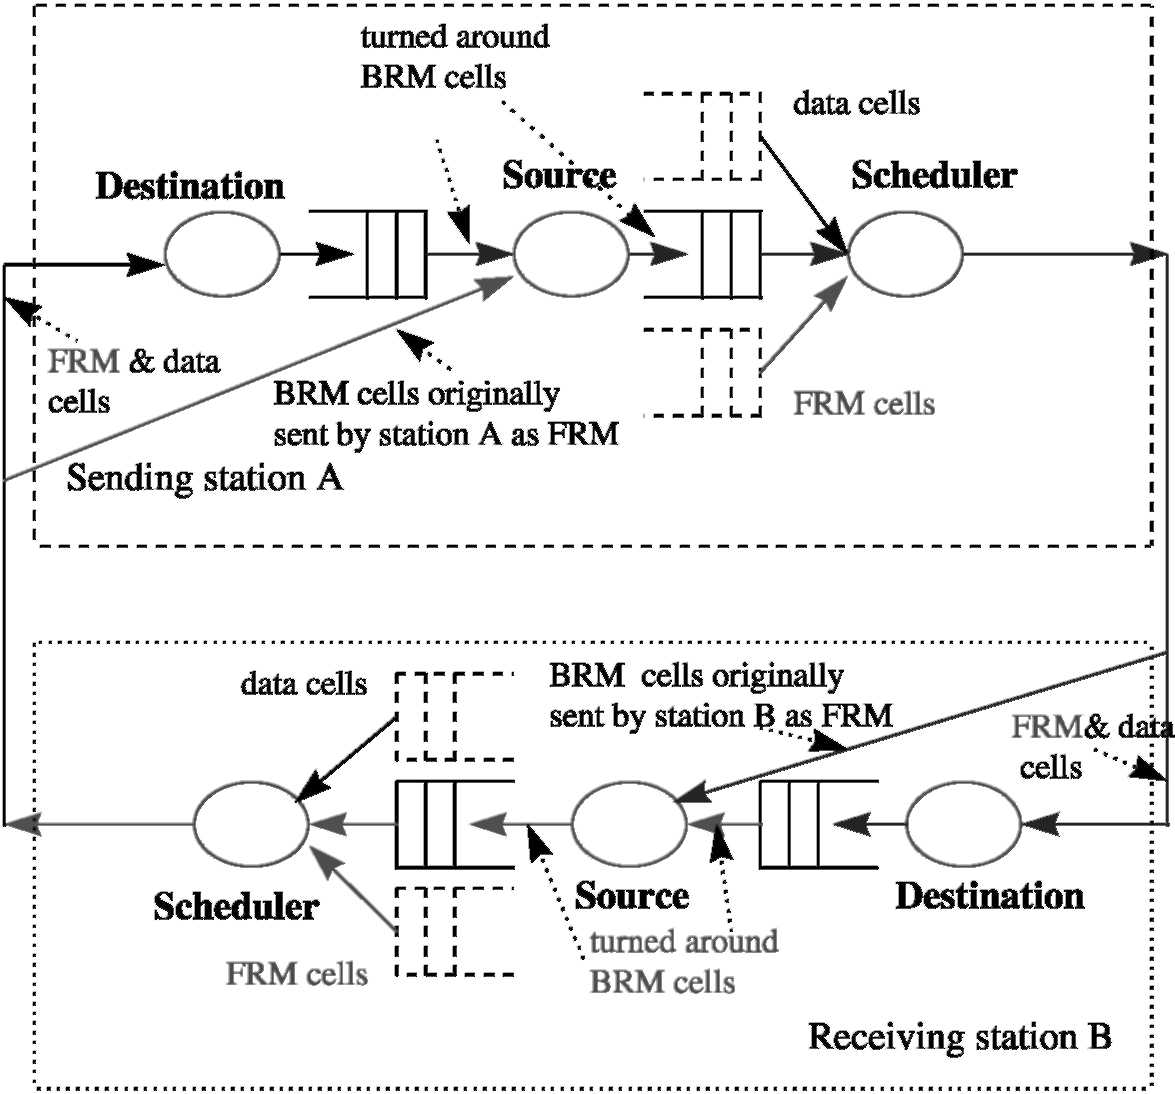 turned around
BRM cells
data cells
Destination
Source
Scheduler
FRM & data
cells
BRM cells originally
sent by station A as FRM
FRM cells
Sending station A
data cells
BRM cells originally
sent by station B as FRM
FRM& data
cells
Scheduler
Source
Destination
FRM cells
turned around
BRM cells
Receiving station B